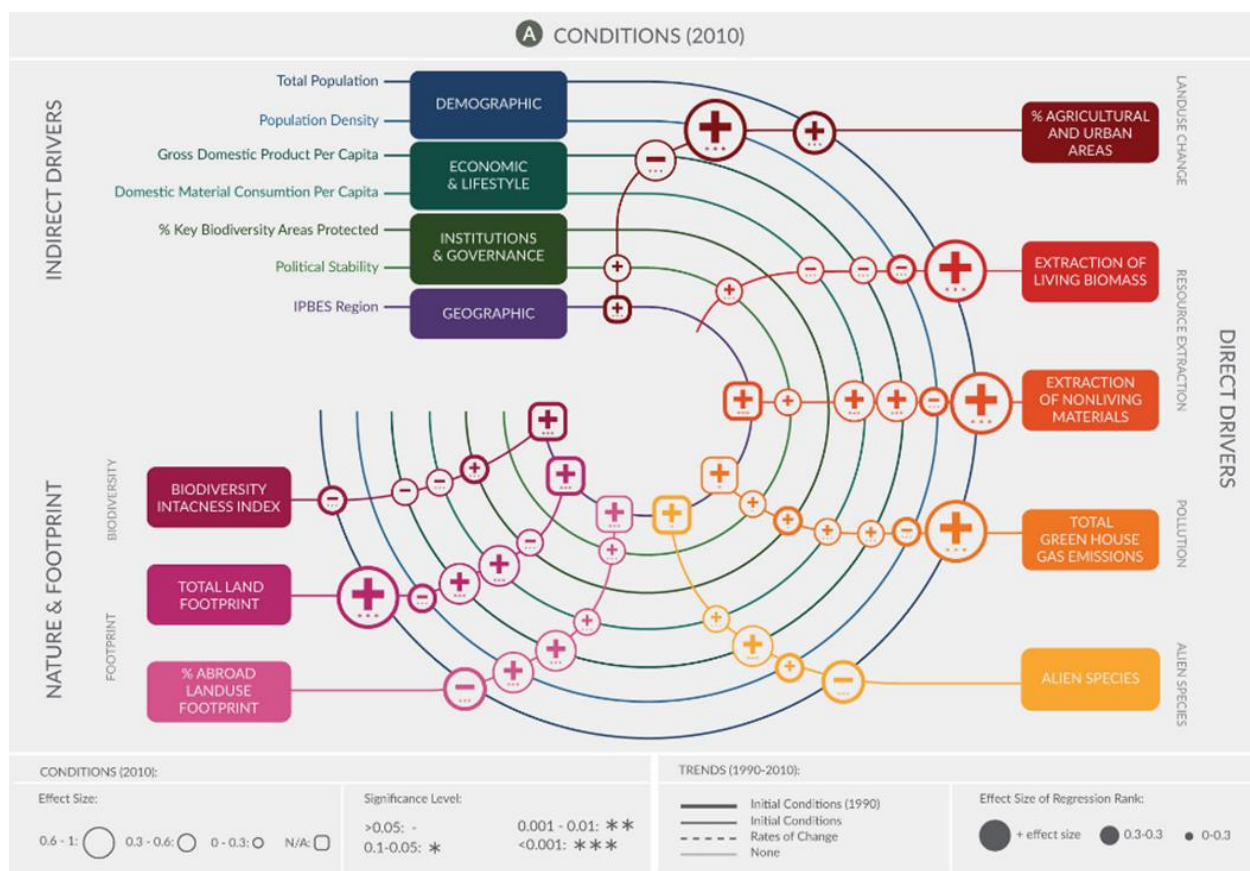 A CONDITIONS (2010)
INDIRECT DRIVERS
Total Population
Population Density
Gross Domestic Product Per Capita
Domestic Material Consumtion Per Capita
% Key Biodiversity Areas Protected
Political Stability
IPBES Region
DEMOGRAPHIC
ECONOMIC
& LIFESTYLE
INSTITUTIONS
& GOVERNANCE
GEOGRAPHIC
LANDUSE CHANGE
% AGRICULTURAL
AND URBAN
AREAS
RESOURCE EXTRACTION
EXTRACTION OF
LIVING BIOMASS
EXTRACTION
OF NONLIVING
MATERIALS
DIRECT DRIVERS
POLLUTION
TOTAL
GREEN HOUSE
GAS EMISSIONS
ALIEN SPECIES
ALIEN SPECIES
NATURE & FOOTPRINT
BIODIVERSITY
BIODIVERSITY
INTACNESS INDEX
FOOTPRINT
TOTAL LAND
FOOTPRINT
% ABROAD
LANDUSE
FOOTPRINT
CONDITIONS (2010):
Effect Size:
0.6 - 1:
0.3 - 0.6:
0 - 0.3:
N/A:
Significance Level:
>0.05: -
0.1-0.05: *
0.001 - 0.01: **
<0.001: ***
TRENDS (1990-2010):
Initial Conditions (1990)
Initial Conditions
Rates of Change
None
Effect Size of Regression Rank:
+ effect size
0.3-0.3
0-0.3